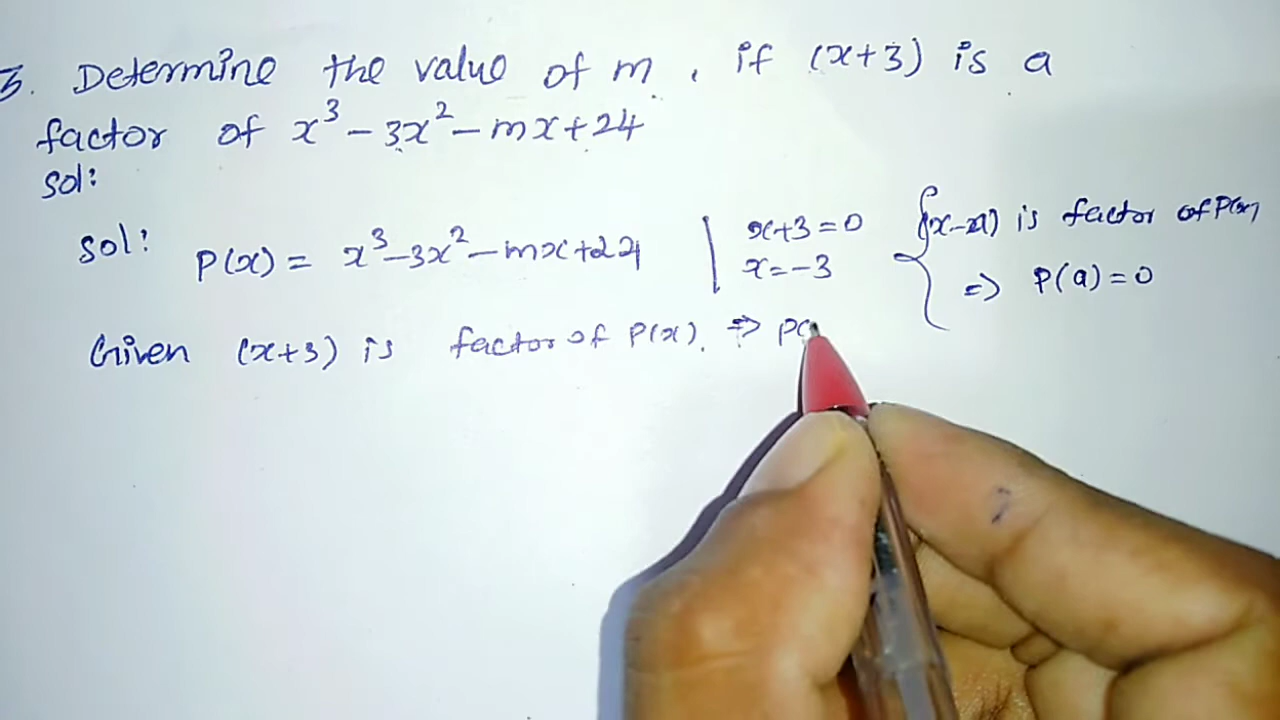 3. Determine the value of m, if (x+3) is a
factor of x³-3x²-mx+24
Sol:
Sol: P(x) = x³-3x²-mx+24
x+3=0
x=-3
(x-a) is factor of P(x)
=> P(a)=0
Given (x+3) is factor of P(x). => P(